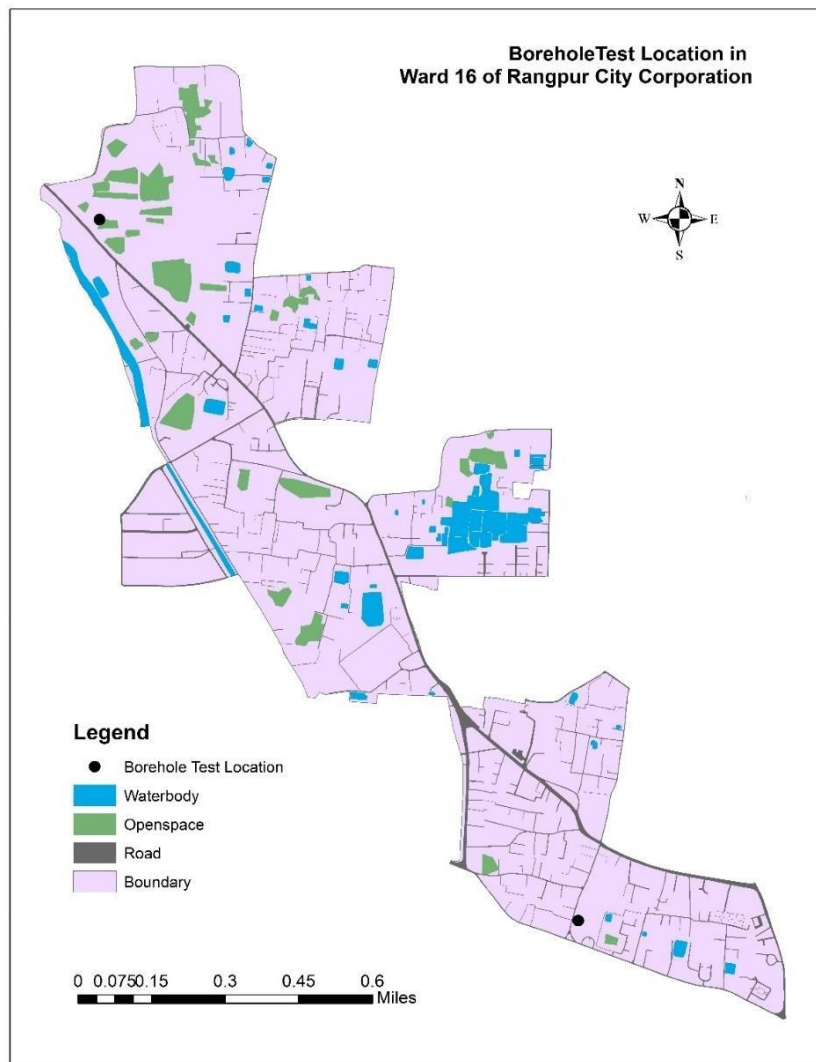 BoreholeTest Location in
Ward 16 of Rangpur City Corporation
N
W E
S
Legend
Borehole Test Location
Waterbody
Openspace
Road
Boundary
0 0.0750.15 0.3 0.45 0.6
Miles